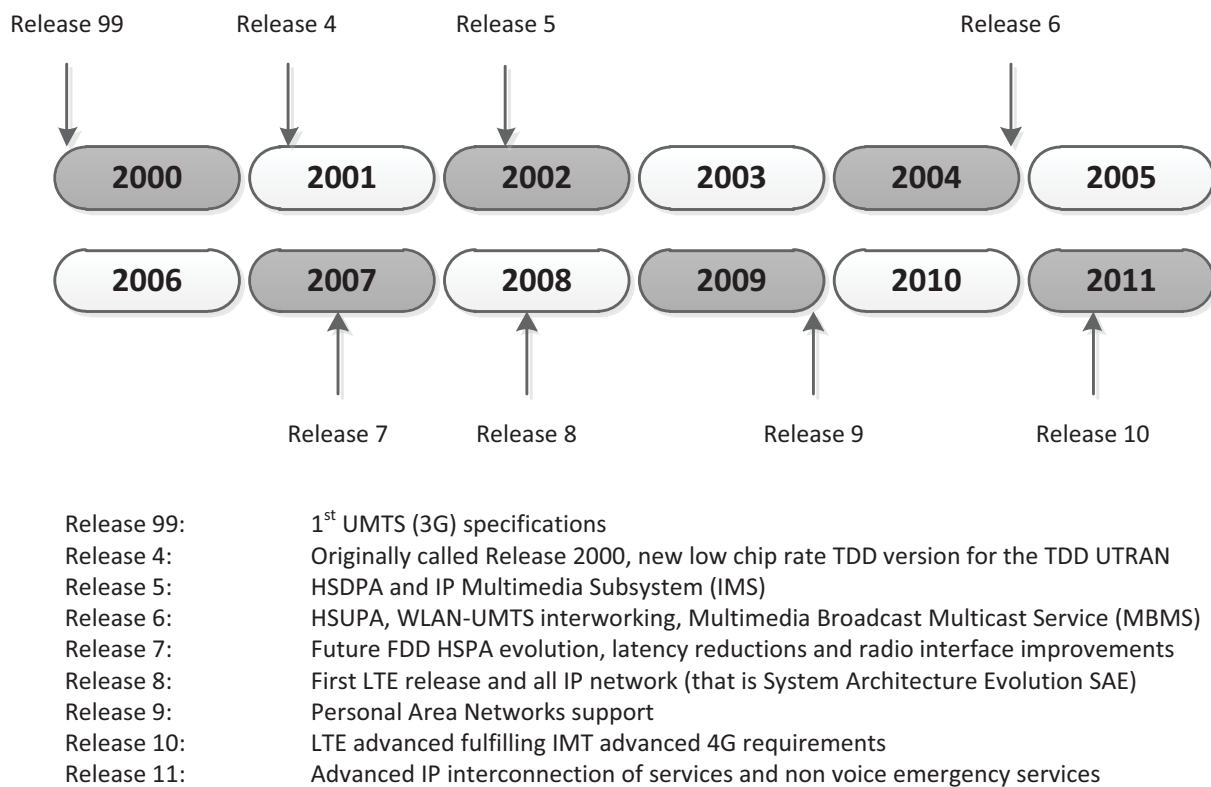 Release 99 Release 4 Release 5 Release 6
2000 2001 2002 2003 2004 2005
2006 2007 2008 2009 2010 2011
Release 7 Release 8 Release 9 Release 10
Release 99: 1st UMTS (3G) specifications
Release 4: Originally called Release 2000, new low chip rate TDD version for the TDD UTRAN
Release 5: HSDPA and IP Multimedia Subsystem (IMS)
Release 6: HSUPA, WLAN-UMTS interworking, Multimedia Broadcast Multicast Service (MBMS)
Release 7: Future FDD HSPA evolution, latency reductions and radio interface improvements
Release 8: First LTE release and all IP network (that is System Architecture Evolution SAE)
Release 9: Personal Area Networks support
Release 10: LTE advanced fulfilling IMT advanced 4G requirements
Release 11: Advanced IP interconnection of services and non voice emergency services